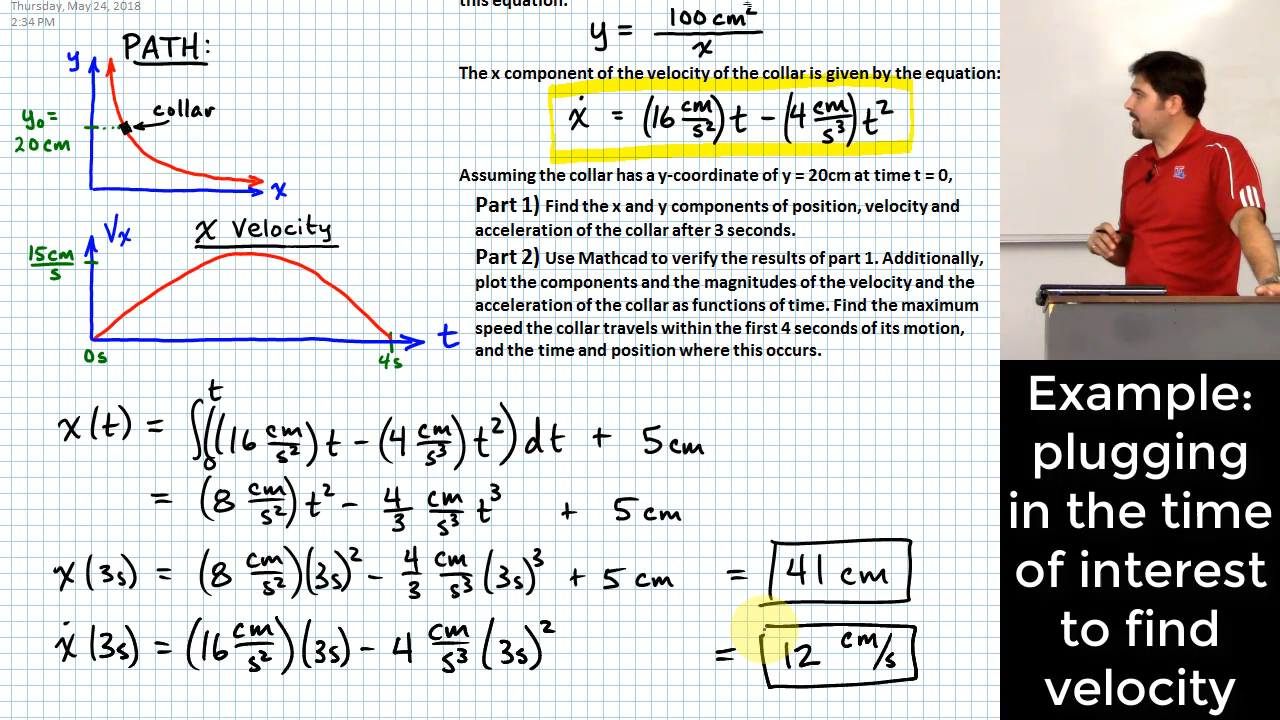 Thursday, May 24, 2018
2:34 PM
this equation:
y = 100 cm² / x
PATH:
y
collar
y₀ =
20cm
x
The x component of the velocity of the collar is given by the equation:
ẋ = (16 cm/s²) t - (4 cm/s³) t²
Assuming the collar has a y-coordinate of y = 20cm at time t = 0,
Part 1) Find the x and y components of position, velocity and
acceleration of the collar after 3 seconds.
Part 2) Use Mathcad to verify the results of part 1. Additionally,
plot the components and the magnitudes of the velocity and the
acceleration of the collar as functions of time. Find the maximum
speed the collar travels within the first 4 seconds of its motion,
and the time and position where this occurs.
Vx
X Velocity
15cm/s
t
0s
4s
x(t) = ∫₀ᵗ((16 cm/s²) t - (4 cm/s³) t²) dt + 5cm
= (8 cm/s²) t² - 4/3 cm/s³ t³ + 5cm
x(3s) = (8 cm/s²)(3s)² - 4/3 cm/s³ (3s)³ + 5 cm = 41 cm
ẋ(3s) = (16 cm/s²)(3s) - 4 cm/s³ (3s)² = 12 cm/s
Example:
plugging
in the time
of interest
to find
velocity